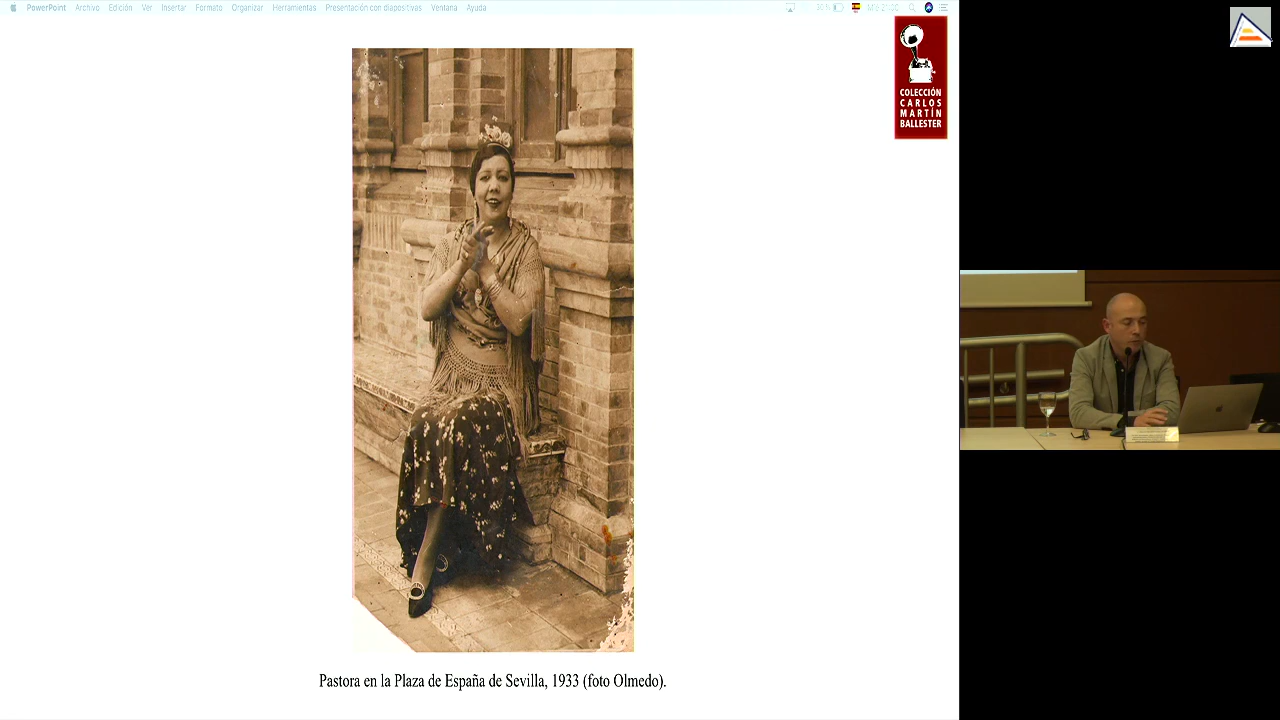 PowerPoint Archivo Edición Ver Insertar Formato Organizar Herramientas Presentación con diapositivas Ventana Ayuda
COLECCIÓN
CARLOS
MARTÍN
BALLESTER
Pastora en la Plaza de España de Sevilla, 1933 (foto Olmedo).